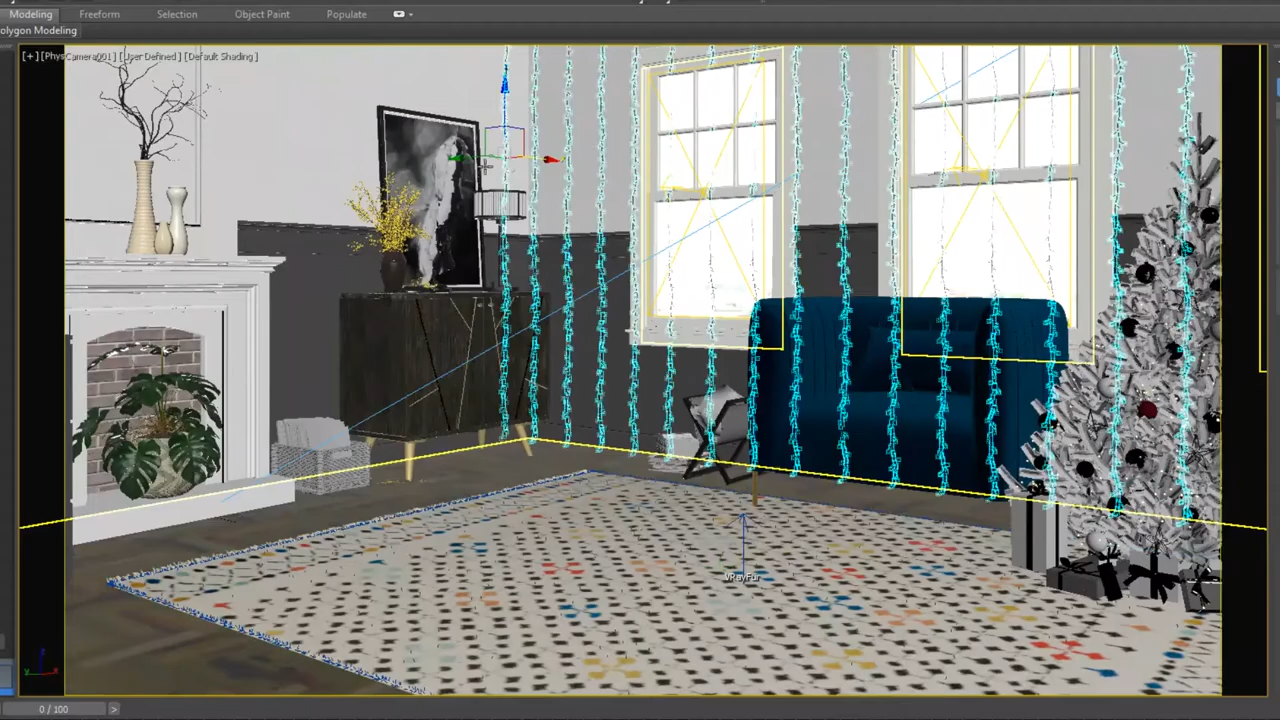 Modeling Freeform Selection Object Paint Populate
olygon Modeling
[+] [PhysCamera001] [User Defined] [Default Shading]
VRayFur
0 / 100 >